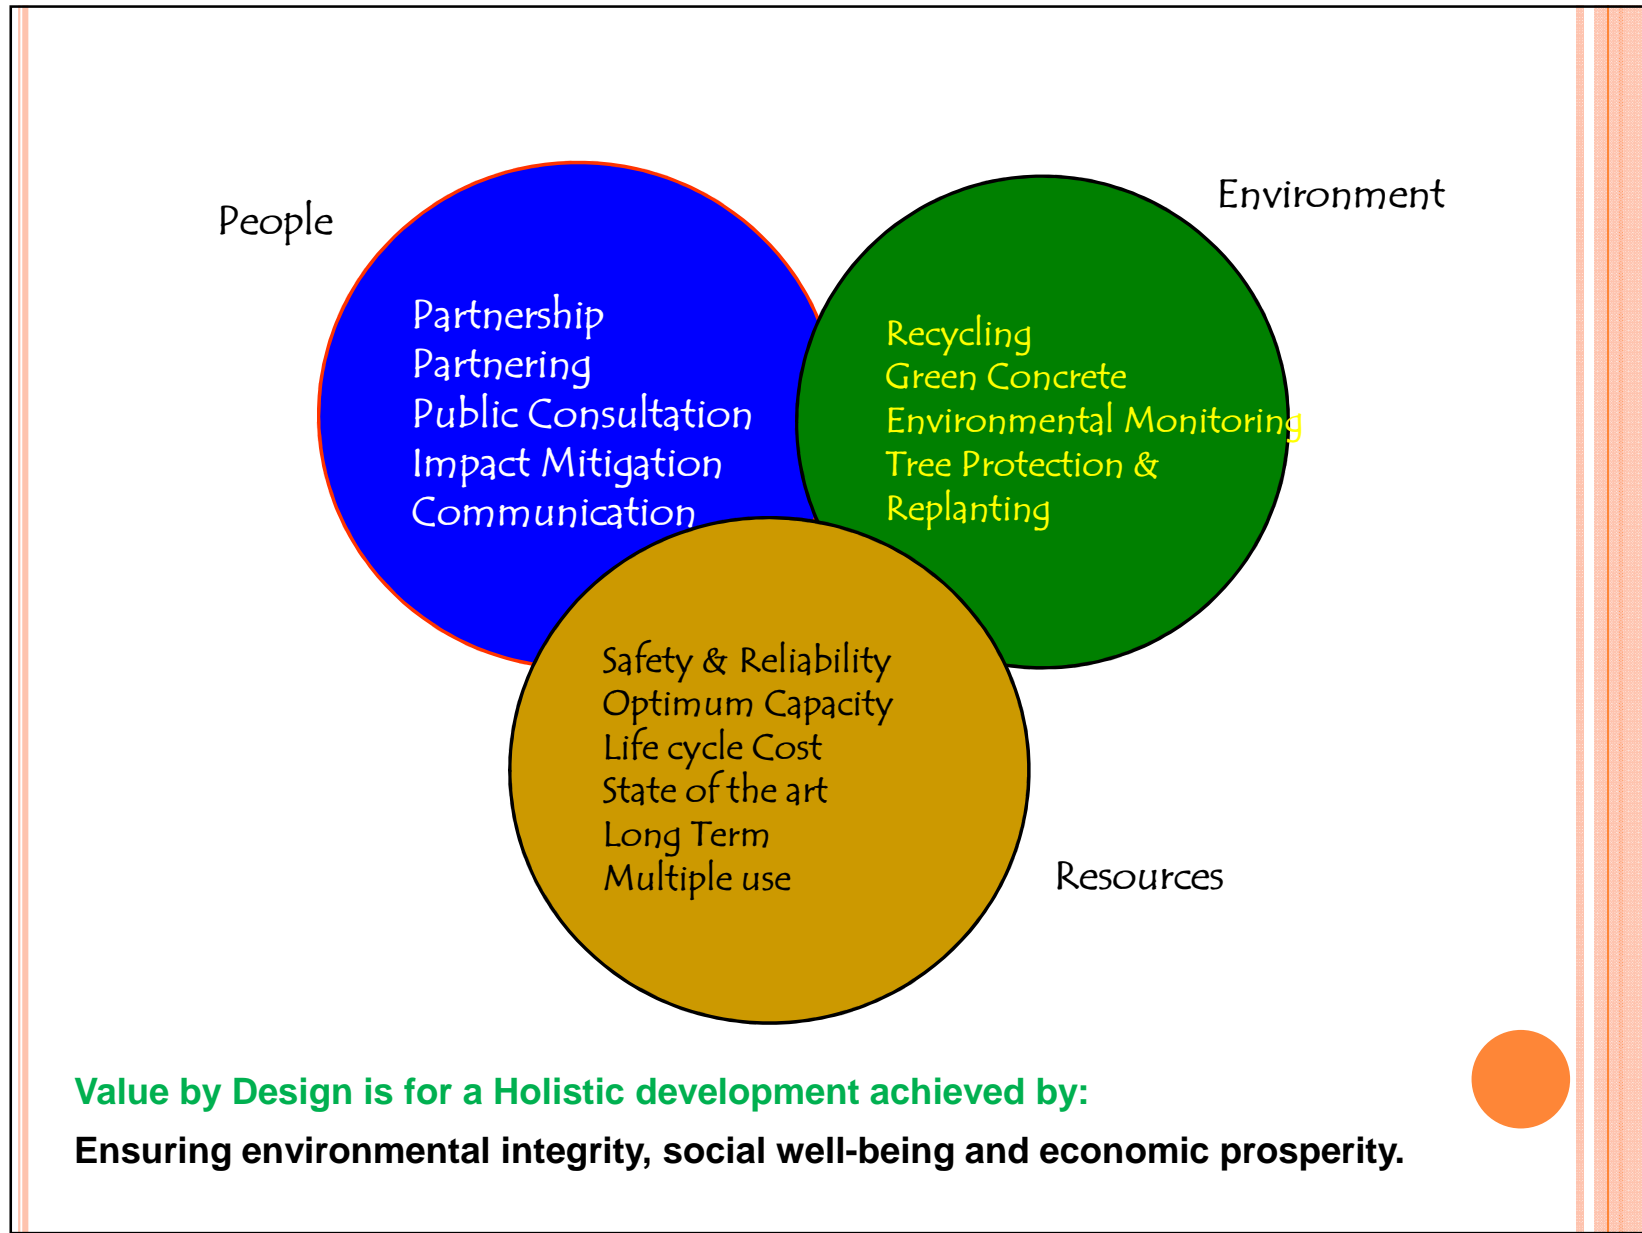 People
Environment
Partnership
Partnering
Public Consultation
Impact Mitigation
Communication
Recycling
Green Concrete
Environmental Monitoring
Tree Protection &
Replanting
Safety & Reliability
Optimum Capacity
Life cycle Cost
State of the art
Long Term
Multiple use
Resources
Value by Design is for a Holistic development achieved by:
Ensuring environmental integrity, social well-being and economic prosperity.